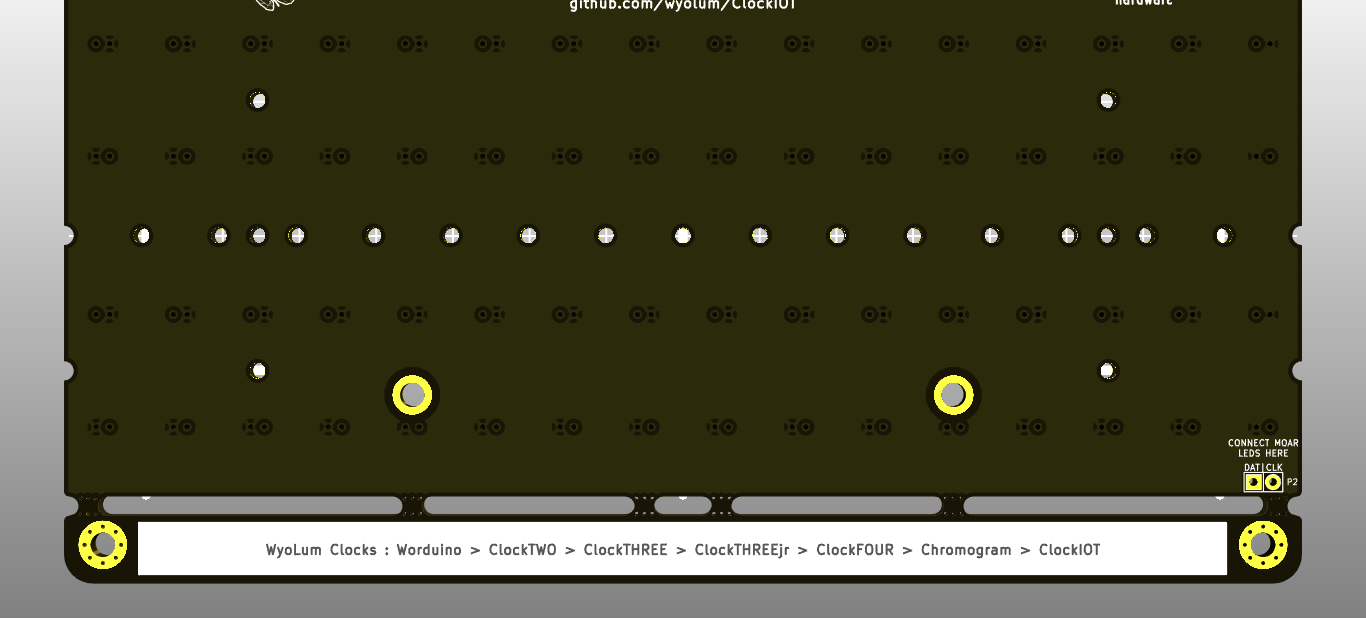 github.com/wyolum/ClockIOT
hardware
CONNECT MOAR
LEDS HERE
DAT|CLK
P2
WyoLum Clocks : Worduino > ClockTWO > ClockTHREE > ClockTHREEjr > ClockFOUR > Chromogram > ClockIOT